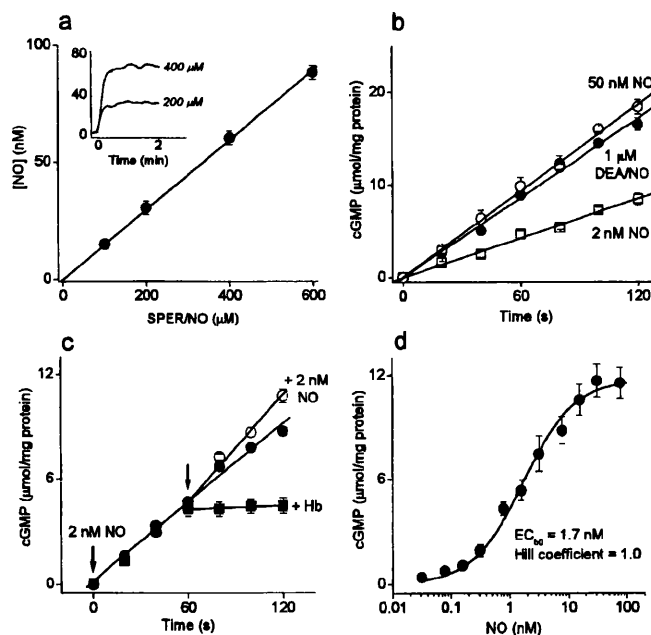 a
100
50
0
[NO] (nM)
80
60
40
20
0
400 µM
200 µM
0 2
Time (min)
0 200 400 600
SPER/NO (µM)
b
cGMP (µmol/mg protein)
20
10
0
50 nM NO
1 µM
DEA/NO
2 nM NO
0 60 120
Time (s)
c
cGMP (µmol/mg protein)
12
6
0
+ 2 nM
NO
2 nM NO
+ Hb
0 60 120
Time (s)
d
cGMP (µmol/mg protein)
12
6
0
EC50 = 1.7 nM
Hill coefficient = 1.0
0.01 0.1 1 10 100
NO (nM)